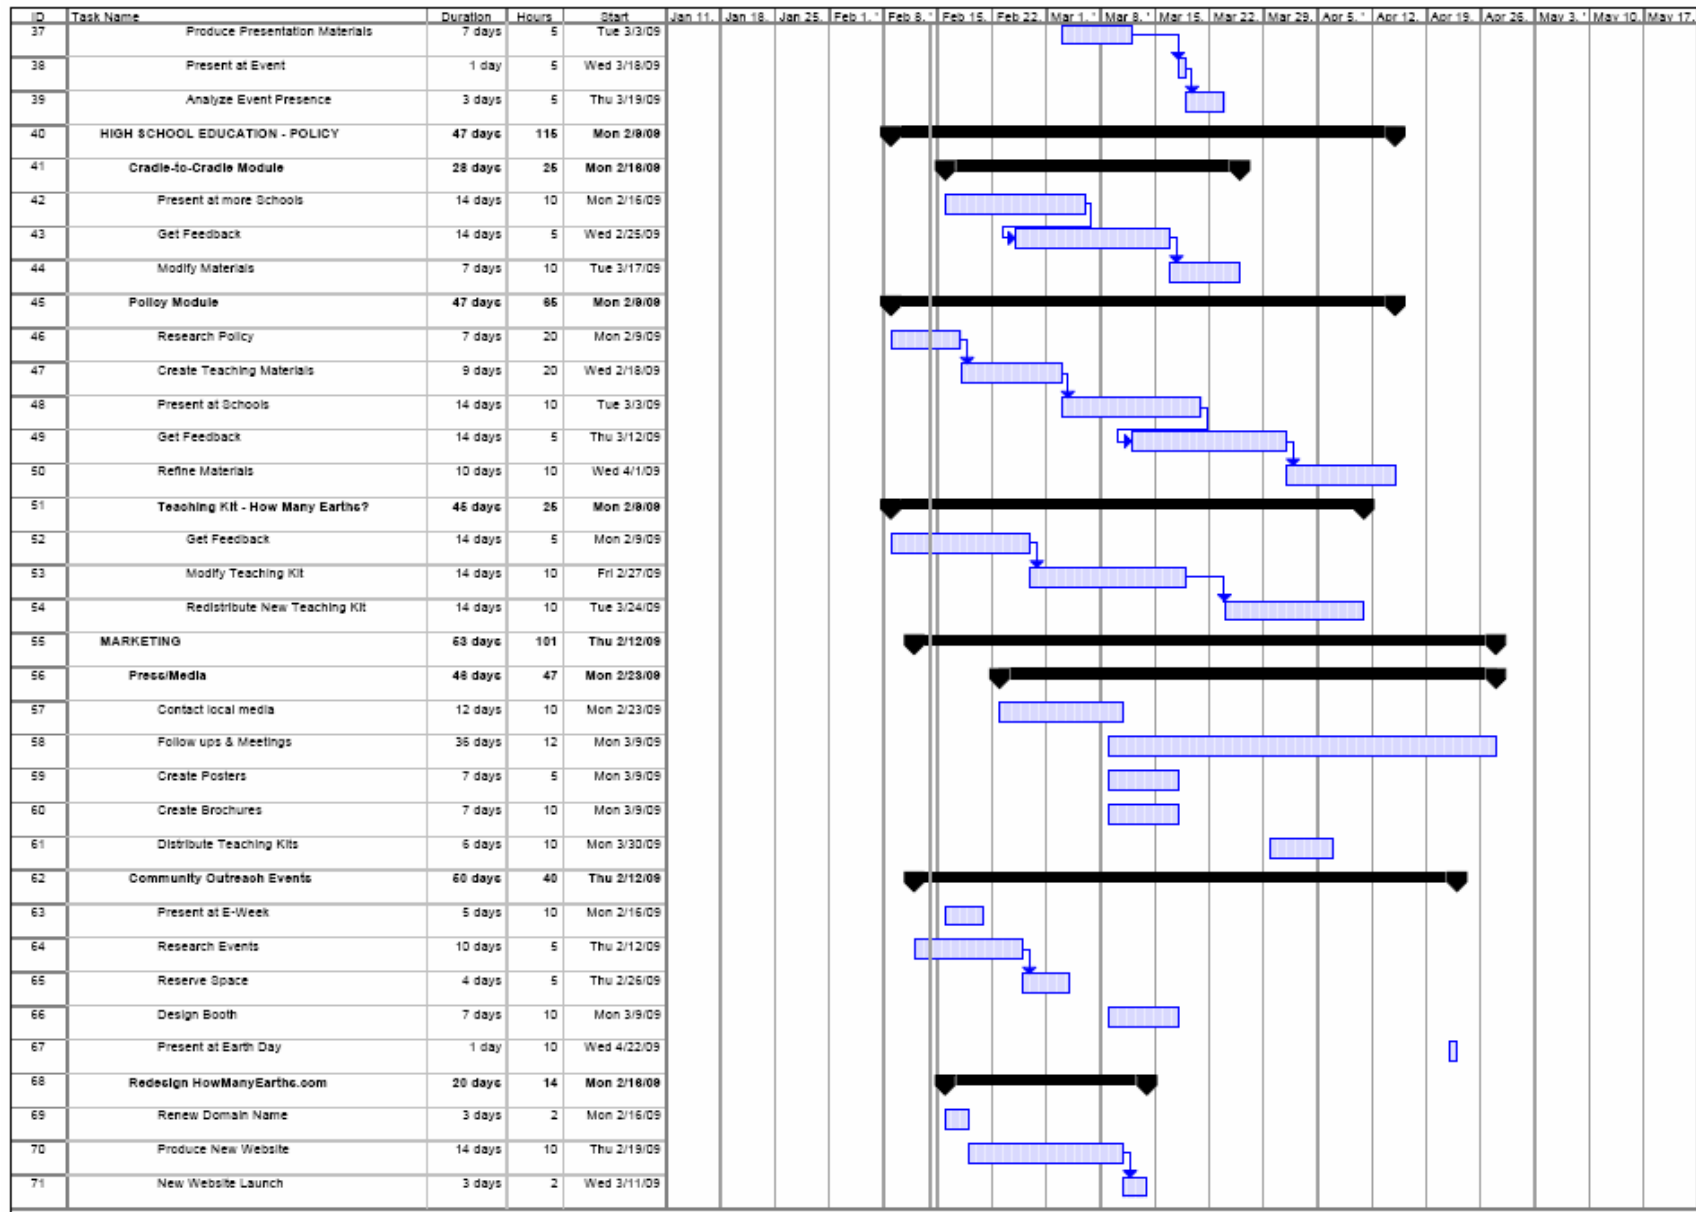 ID Task Name Duration Hours Start Jan 11, Jan 18, Jan 25, Feb 1, ' Feb 8, ' Feb 15, Feb 22, Mar 1, ' Mar 8, ' Mar 15, Mar 22, Mar 29, Apr 5, ' Apr 12, Apr 19, Apr 26, May 3, ' May 10, May 17,
37 Produce Presentation Materials 7 days 5 Tue 3/3/09
38 Present at Event 1 day 5 Wed 3/18/09
39 Analyze Event Presence 3 days 5 Thu 3/19/09
40 HIGH SCHOOL EDUCATION - POLICY 47 days 115 Mon 2/9/09
41 Cradle-to-Cradle Module 28 days 25 Mon 2/16/09
42 Present at more Schools 14 days 10 Mon 2/16/09
43 Get Feedback 14 days 5 Wed 2/25/09
44 Modify Materials 7 days 10 Tue 3/17/09
45 Policy Module 47 days 65 Mon 2/9/09
46 Research Policy 7 days 20 Mon 2/9/09
47 Create Teaching Materials 9 days 20 Wed 2/18/09
48 Present at Schools 14 days 10 Tue 3/3/09
49 Get Feedback 14 days 5 Thu 3/12/09
50 Refine Materials 10 days 10 Wed 4/1/09
51 Teaching Kit - How Many Earths? 45 days 25 Mon 2/9/09
52 Get Feedback 14 days 5 Mon 2/9/09
53 Modify Teaching Kit 14 days 10 Fri 2/27/09
54 Redistribute New Teaching Kit 14 days 10 Tue 3/24/09
55 MARKETING 53 days 101 Thu 2/12/09
56 Press/Media 46 days 47 Mon 2/23/09
57 Contact local media 12 days 10 Mon 2/23/09
58 Follow ups & Meetings 36 days 12 Mon 3/9/09
59 Create Posters 7 days 5 Mon 3/9/09
60 Create Brochures 7 days 10 Mon 3/9/09
61 Distribute Teaching Kits 6 days 10 Mon 3/30/09
62 Community Outreach Events 50 days 40 Thu 2/12/09
63 Present at E-Week 5 days 10 Mon 2/16/09
64 Research Events 10 days 5 Thu 2/12/09
65 Reserve Space 4 days 5 Thu 2/26/09
66 Design Booth 7 days 10 Mon 3/9/09
67 Present at Earth Day 1 day 10 Wed 4/22/09
68 Redesign HowManyEarths.com 20 days 14 Mon 2/16/09
69 Renew Domain Name 3 days 2 Mon 2/16/09
70 Produce New Website 14 days 10 Thu 2/19/09
71 New Website Launch 3 days 2 Wed 3/11/09